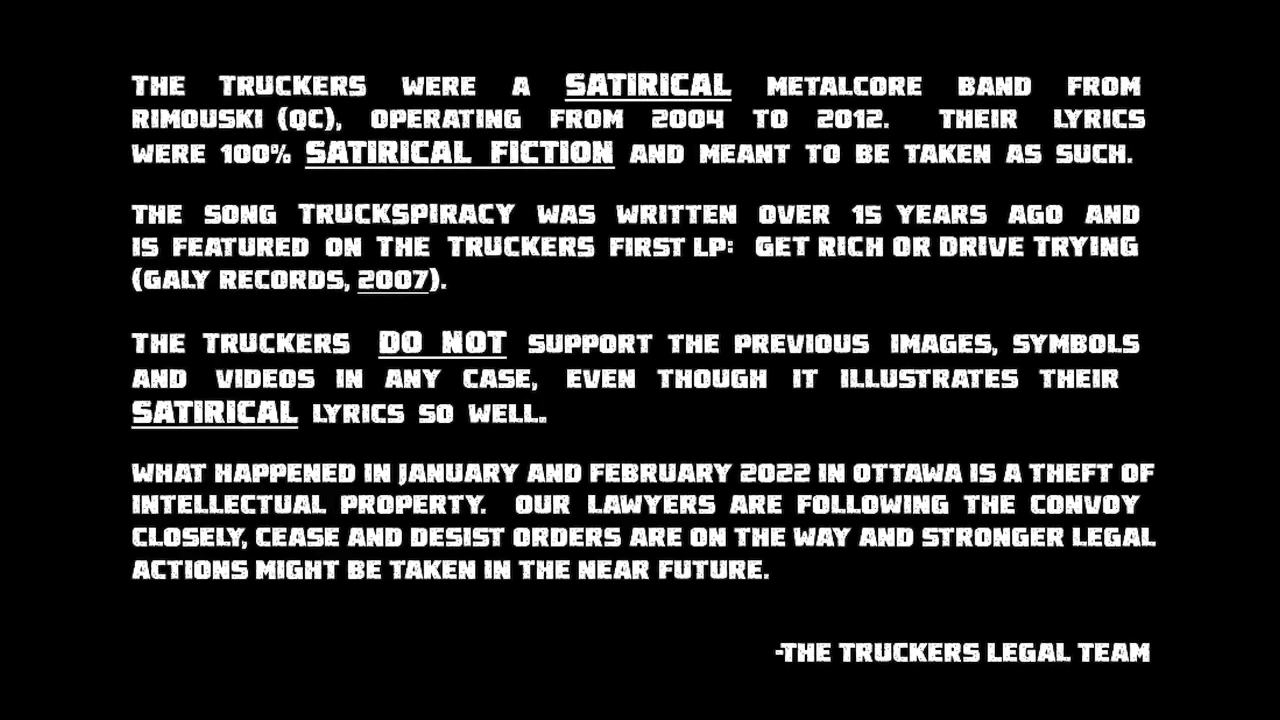 THE TRUCKERS WERE A SATIRICAL METALCORE BAND FROM
RIMOUSKI (QC), OPERATING FROM 2004 TO 2012. THEIR LYRICS
WERE 100% SATIRICAL FICTION AND MEANT TO BE TAKEN AS SUCH.
THE SONG TRUCKSPIRACY WAS WRITTEN OVER 15 YEARS AGO AND
IS FEATURED ON THE TRUCKERS FIRST LP: GET RICH OR DRIVE TRYING
(GALY RECORDS, 2007).
THE TRUCKERS DO NOT SUPPORT THE PREVIOUS IMAGES, SYMBOLS
AND VIDEOS IN ANY CASE, EVEN THOUGH IT ILLUSTRATES THEIR
SATIRICAL LYRICS SO WELL.
WHAT HAPPENED IN JANUARY AND FEBRUARY 2022 IN OTTAWA IS A THEFT OF
INTELLECTUAL PROPERTY. OUR LAWYERS ARE FOLLOWING THE CONVOY
CLOSELY, CEASE AND DESIST ORDERS ARE ON THE WAY AND STRONGER LEGAL
ACTIONS MIGHT BE TAKEN IN THE NEAR FUTURE.
-THE TRUCKERS LEGAL TEAM